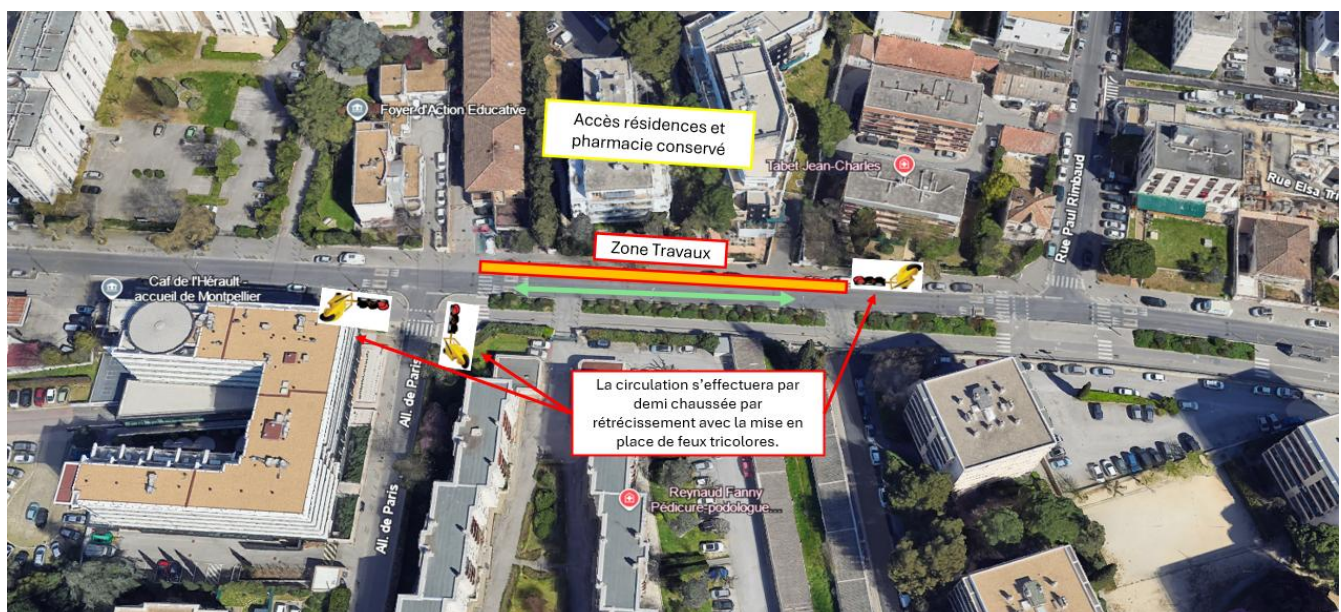 Foyer d'Action Educative
Accès résidences et
pharmacie conservé
Tabet Jean-Charles
Rue Paul Rimbaud
Rue Elsa
Zone Travaux
Caf de l'Hérault -
accueil de Montpellier
All. de Paris
La circulation s'effectuera par
demi chaussée par
rétrécissement avec la mise en
place de feux tricolores.
All. de Paris
Reynaud Fanny
Pédicure-podologue...